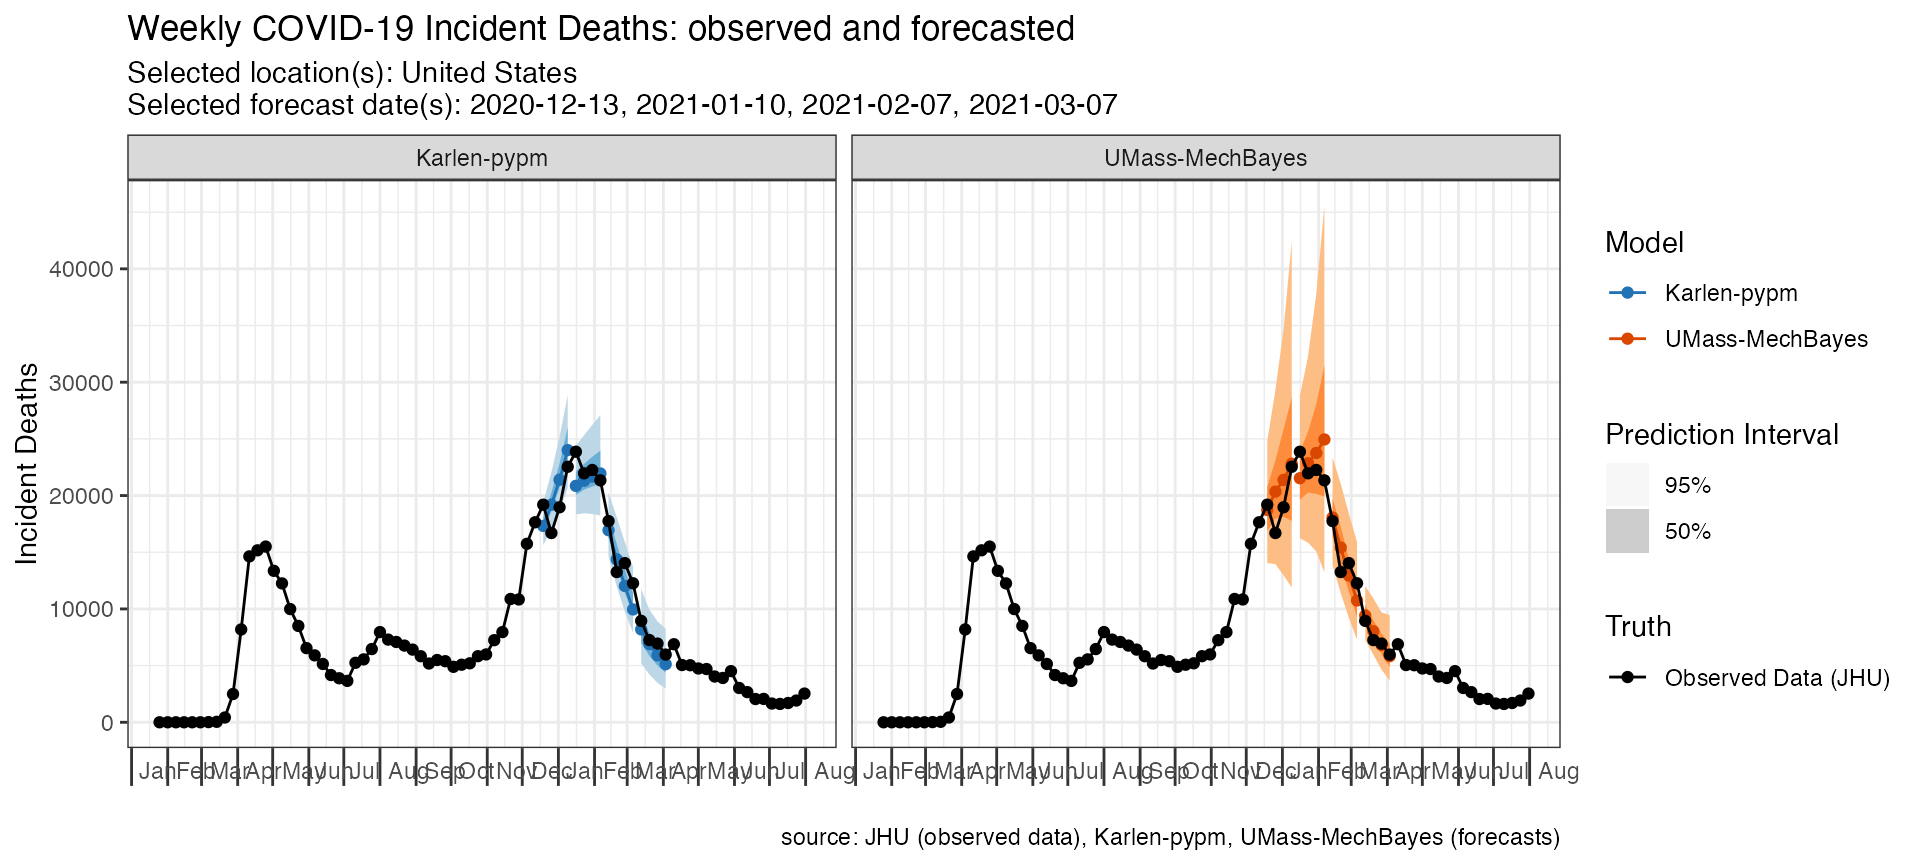 Weekly COVID-19 Incident Deaths: observed and forecasted
Selected location(s): United States
Selected forecast date(s): 2020-12-13, 2021-01-10, 2021-02-07, 2021-03-07
Karlen-pypm
UMass-MechBayes
Incident Deaths
40000
30000
20000
10000
0
Jan Feb Mar Apr May Jun Jul Aug Sep Oct Nov Dec Jan Feb Mar Apr May Jun Jul Aug
Jan Feb Mar Apr May Jun Jul Aug Sep Oct Nov Dec Jan Feb Mar Apr May Jun Jul Aug
Model
Karlen-pypm
UMass-MechBayes
Prediction Interval
95%
50%
Truth
Observed Data (JHU)
source: JHU (observed data), Karlen-pypm, UMass-MechBayes (forecasts)